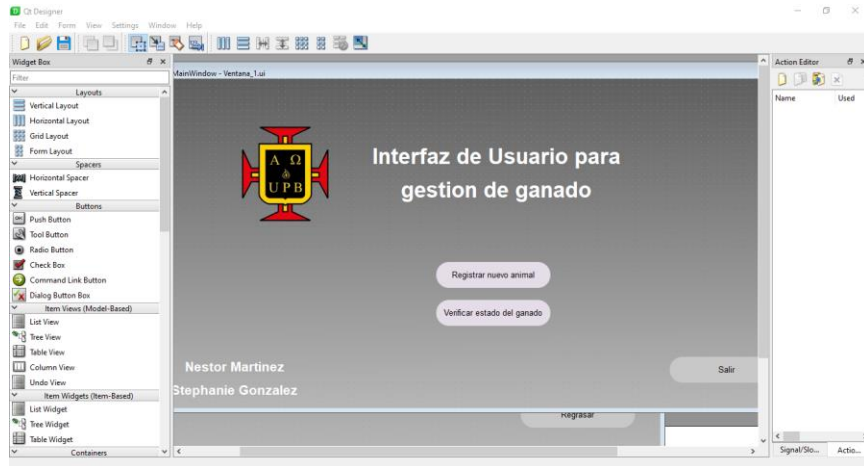 Qt Designer
File Edit Form View Settings Window Help
Widget Box
Filter
Layouts
Vertical Layout
Horizontal Layout
Grid Layout
Form Layout
Spacers
Horizontal Spacer
Vertical Spacer
Buttons
Push Button
Tool Button
Radio Button
Check Box
Command Link Button
Dialog Button Box
Item Views (Model-Based)
List View
Tree View
Table View
Column View
Undo View
Item Widgets (Item-Based)
List Widget
Tree Widget
Table Widget
Containers
MainWindow - Ventana_1.ui
Α Ω
UPB
Interfaz de Usuario para
gestion de ganado
Registrar nuevo animal
Verificar estado del ganado
Nestor Martinez
Stephanie Gonzalez
Salir
Regrasar
Action Editor
Name Used
Signal/Slo... Actio...